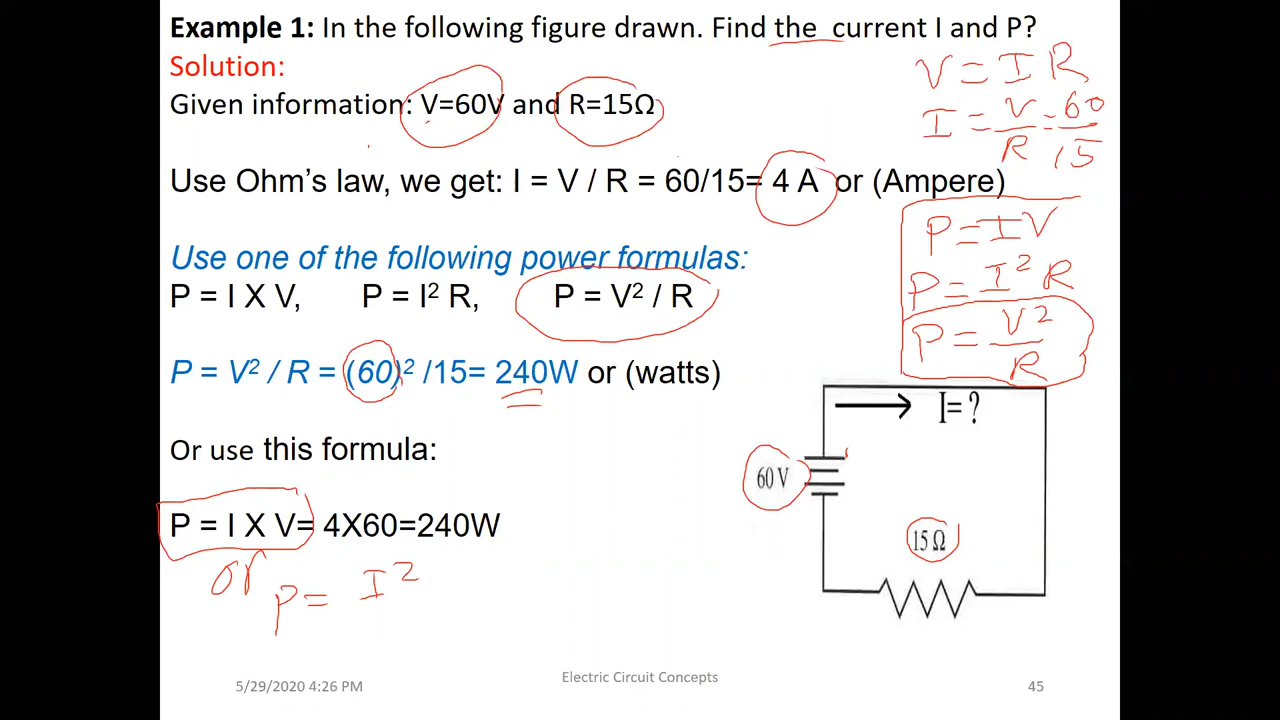 Example 1: In the following figure drawn. Find the current I and P?
Solution:
V = I R
Given information: V=60V and R=15Ω
I = V/R = 60/15
Use Ohm's law, we get: I = V / R = 60/15= 4 A or (Ampere)
P = IV
Use one of the following power formulas:
P = I² R
P = I X V, P = I² R, P = V² / R
P = V²/R
P = V² / R = (60)² /15= 240W or (watts)
I= ?
Or use this formula:
60 V
P = I X V= 4X60=240W
15 Ω
or P = I²
Electric Circuit Concepts
5/29/2020 4:26 PM
45